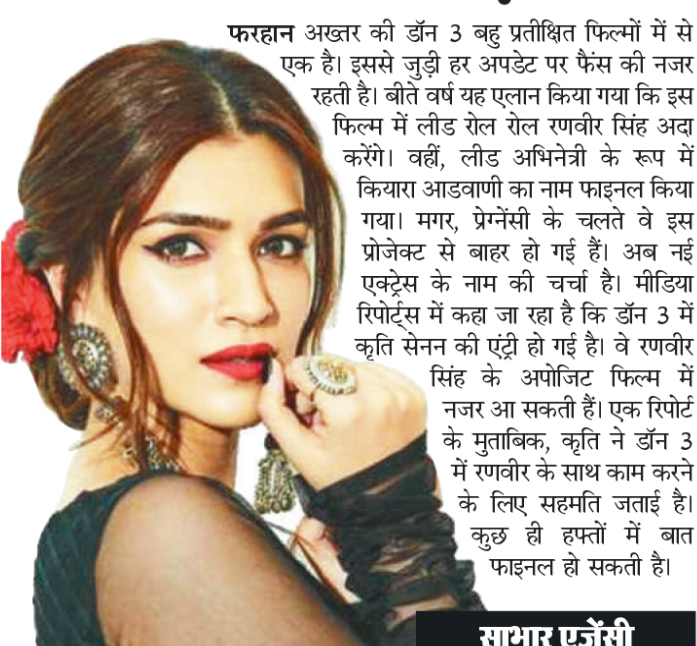 फरहान अख्तर की डॉन 3 बहु प्रतीक्षित फिल्मों में से
एक है। इससे जुड़ी हर अपडेट पर फैंस की नजर
रहती है। बीते वर्ष यह एलान किया गया कि इस
फिल्म में लीड रोल रोल रणवीर सिंह अदा
करेंगे। वहीं, लीड अभिनेत्री के रूप में
कियारा आडवाणी का नाम फाइनल किया
गया। मगर, प्रेग्नेंसी के चलते वे इस
प्रोजेक्ट से बाहर हो गई हैं। अब नई
एक्ट्रेस के नाम की चर्चा है। मीडिया
रिपोर्ट्स में कहा जा रहा है कि डॉन 3 में
कृति सेनन की एंट्री हो गई है। वे रणवीर
सिंह के अपोजिट फिल्म में
नजर आ सकती हैं। एक रिपोर्ट
के मुताबिक, कृति ने डॉन 3
में रणवीर के साथ काम करने
के लिए सहमति जताई है।
कुछ ही हफ्तों में बात
फाइनल हो सकती है।
साभार एजेंसी